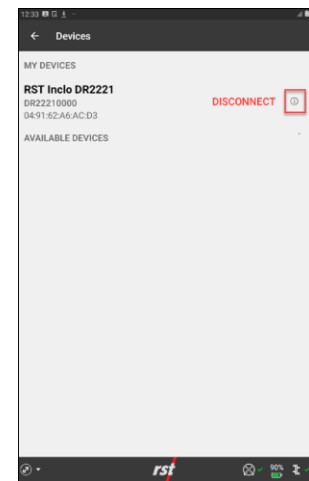 12:33
Devices
MY DEVICES
RST Inclo DR2221
DR22210000
DISCONNECT
04:91:62:A6:AC:D3
AVAILABLE DEVICES
rst
90%